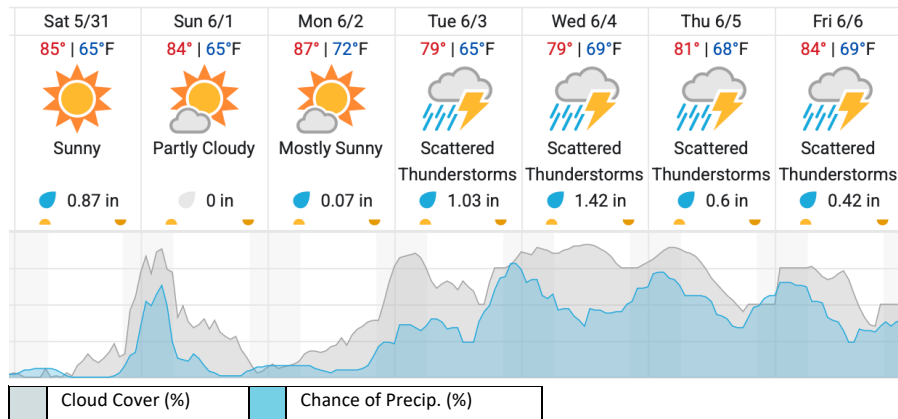 Sat 5/31 Sun 6/1 Mon 6/2 Tue 6/3 Wed 6/4 Thu 6/5 Fri 6/6
85° | 65°F 84° | 65°F 87° | 72°F 79° | 65°F 79° | 69°F 81° | 68°F 84° | 69°F
Sunny Partly Cloudy Mostly Sunny Scattered Scattered Scattered Scattered
Thunderstorms Thunderstorms Thunderstorms Thunderstorms
0.87 in 0 in 0.07 in 1.03 in 1.42 in 0.6 in 0.42 in
Cloud Cover (%) Chance of Precip. (%)